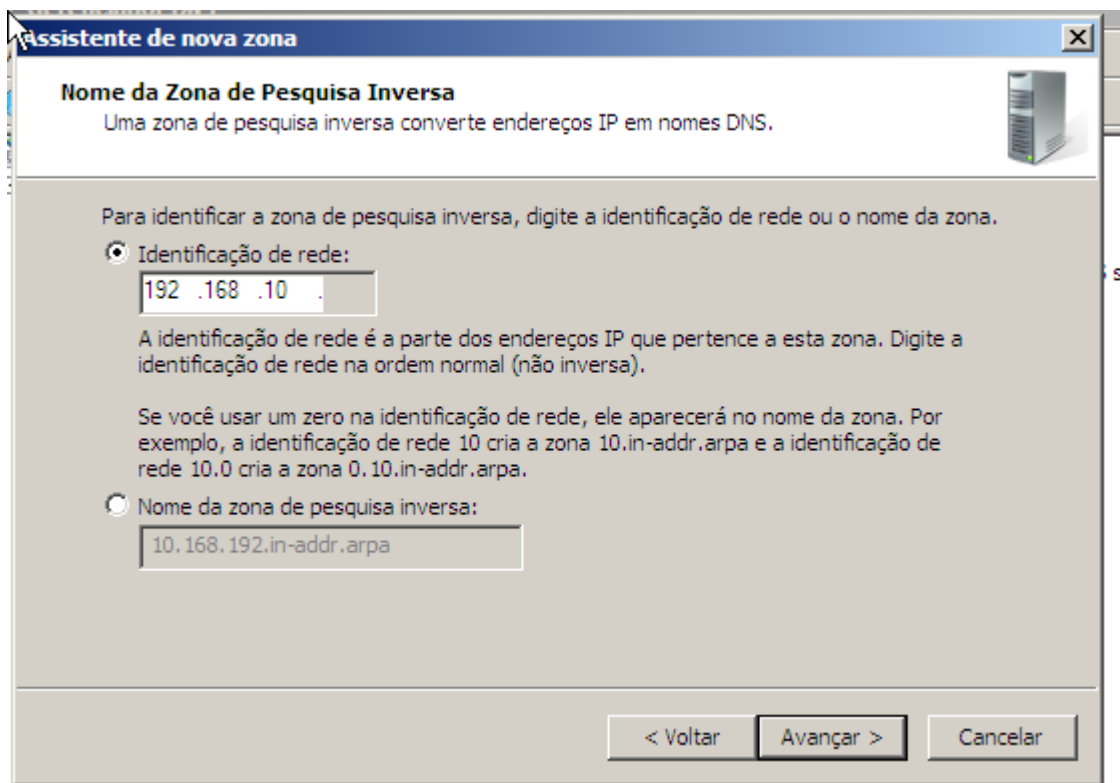 Assistente de nova zona
Nome da Zona de Pesquisa Inversa
Uma zona de pesquisa inversa converte endereços IP em nomes DNS.
Para identificar a zona de pesquisa inversa, digite a identificação de rede ou o nome da zona.
Identificação de rede:
192 .168 .10 .
A identificação de rede é a parte dos endereços IP que pertence a esta zona. Digite a
identificação de rede na ordem normal (não inversa).
Se você usar um zero na identificação de rede, ele aparecerá no nome da zona. Por
exemplo, a identificação de rede 10 cria a zona 10.in-addr.arpa e a identificação de
rede 10.0 cria a zona 0.10.in-addr.arpa.
Nome da zona de pesquisa inversa:
10.168.192.in-addr.arpa
< Voltar
Avançar >
Cancelar